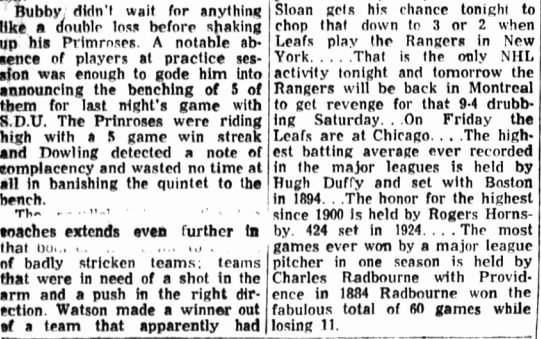 Bubby didn't wait for anything
like a double loss before shaking
up his Primroses. A notable ab-
sence of players at practice ses-
sion was enough to gode him into
announcing the benching of 5 of
them for last night's game with
S.D.U. The Prinroses were riding
high with a 5 game win streak
and Dowling detected a note of
complacency and wasted no time at
all in banishing the quintet to the
bench.
The
coaches extends even further in
that
of badly stricken teams; teams
that were in need of a shot in the
arm and a push in the right dir-
ection. Watson made a winner out
of a team that apparently had
Sloan gets his chance tonight to
chop that down to 3 or 2 when
Leafs play the Rangers in New
York.....That is the only NHL
activity tonight and tomorrow the
Rangers will be back in Montreal
to get revenge for that 9-4 drubb-
ing Saturday...On Friday the
Leafs are at Chicago....The high-
est batting average ever recorded
in the major leagues is held by
Hugh Duffy and set with Boston
in 1894...The honor for the highest
since 1900 is held by Rogers Horns-
by. 424 set in 1924....The most
games ever won by a major league
pitcher in one season is held by
Charles Radbourne with Provid-
ence in 1884 Radbourne won the
fabulous total of 60 games while
losing 11.